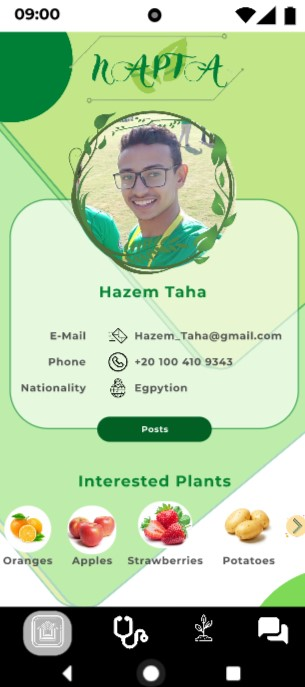 09:00
NAPTA
Hazem Taha
E-Mail Hazem_Taha@gmail.com
Phone +20 100 410 9343
Nationality Egpytion
Posts
Interested Plants
Oranges Apples Strawberries Potatoes